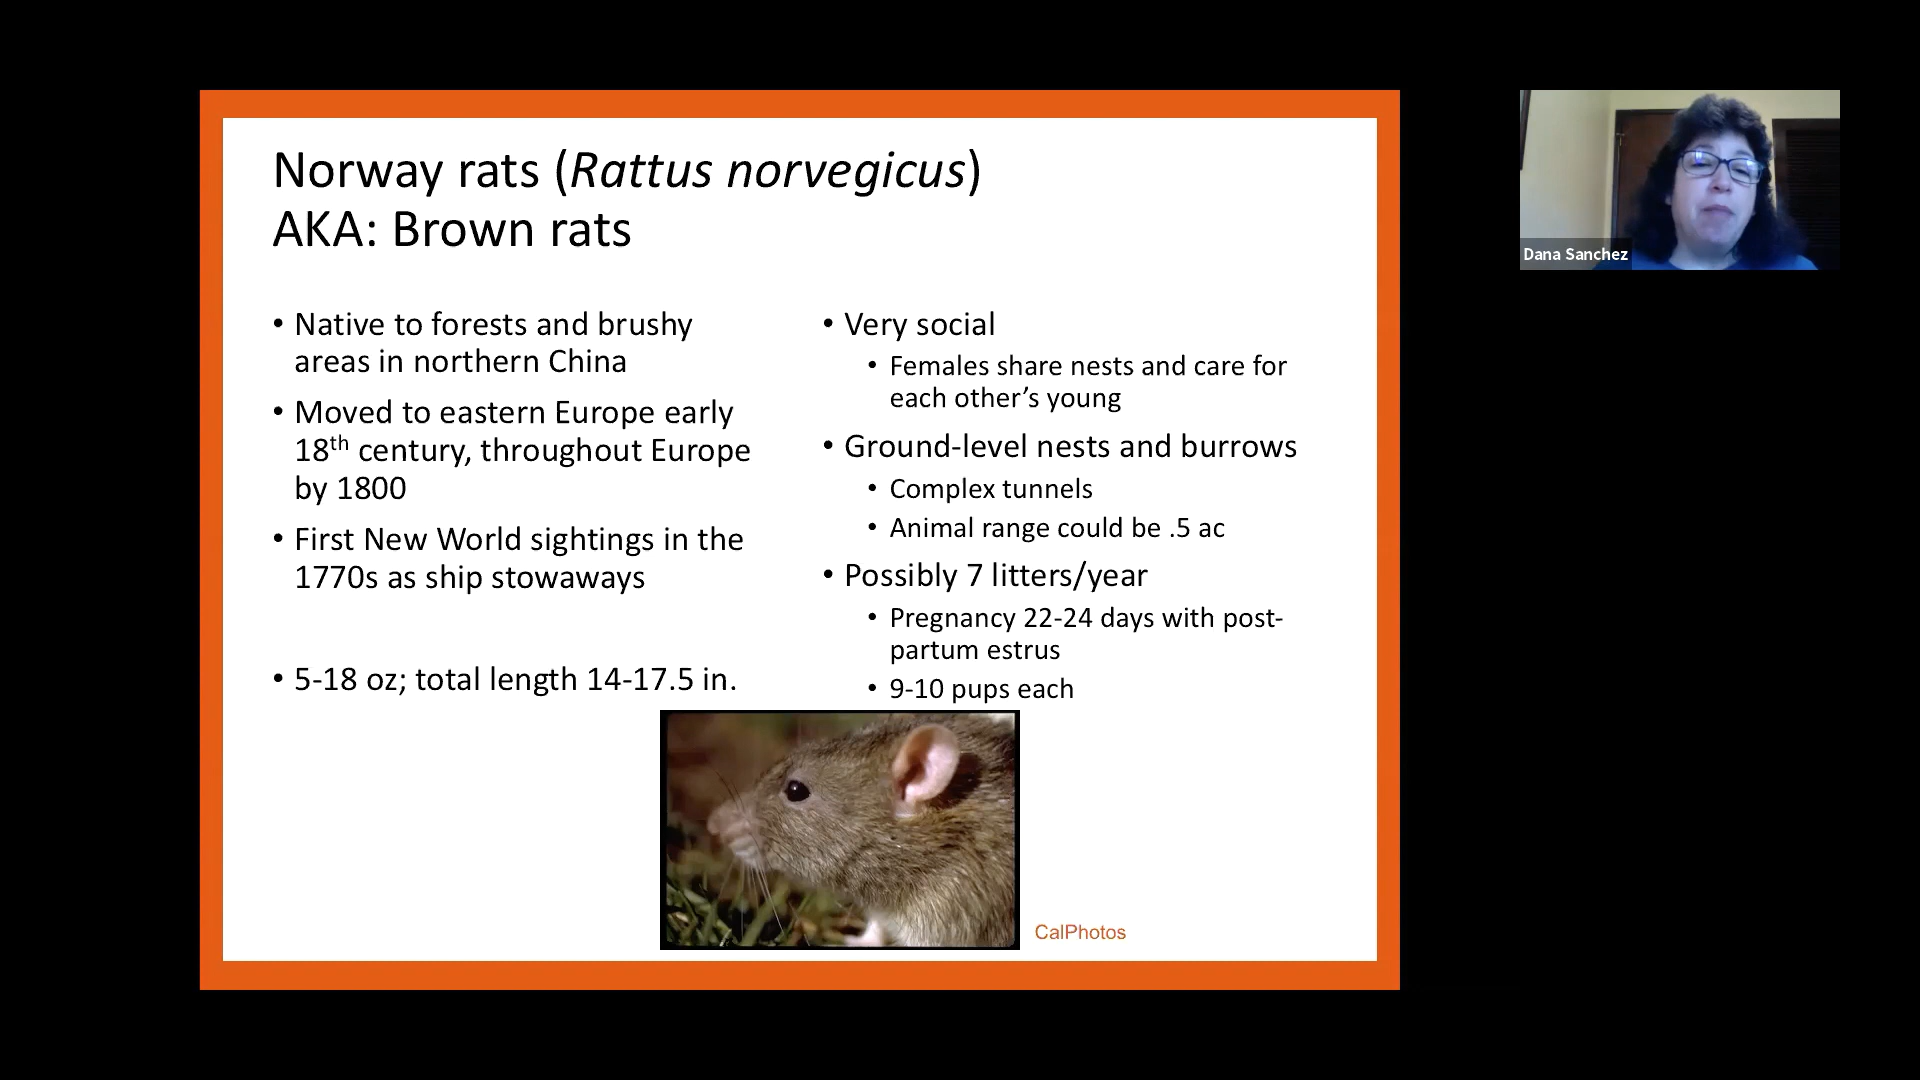 Norway rats (Rattus norvegicus)
AKA: Brown rats
• Native to forests and brushy
areas in northern China
• Moved to eastern Europe early
18th century, throughout Europe
by 1800
• First New World sightings in the
1770s as ship stowaways
• 5-18 oz; total length 14-17.5 in.
• Very social
• Females share nests and care for
each other’s young
• Ground-level nests and burrows
• Complex tunnels
• Animal range could be .5 ac
• Possibly 7 litters/year
• Pregnancy 22-24 days with post-
partum estrus
• 9-10 pups each
CalPhotos
Dana Sanchez